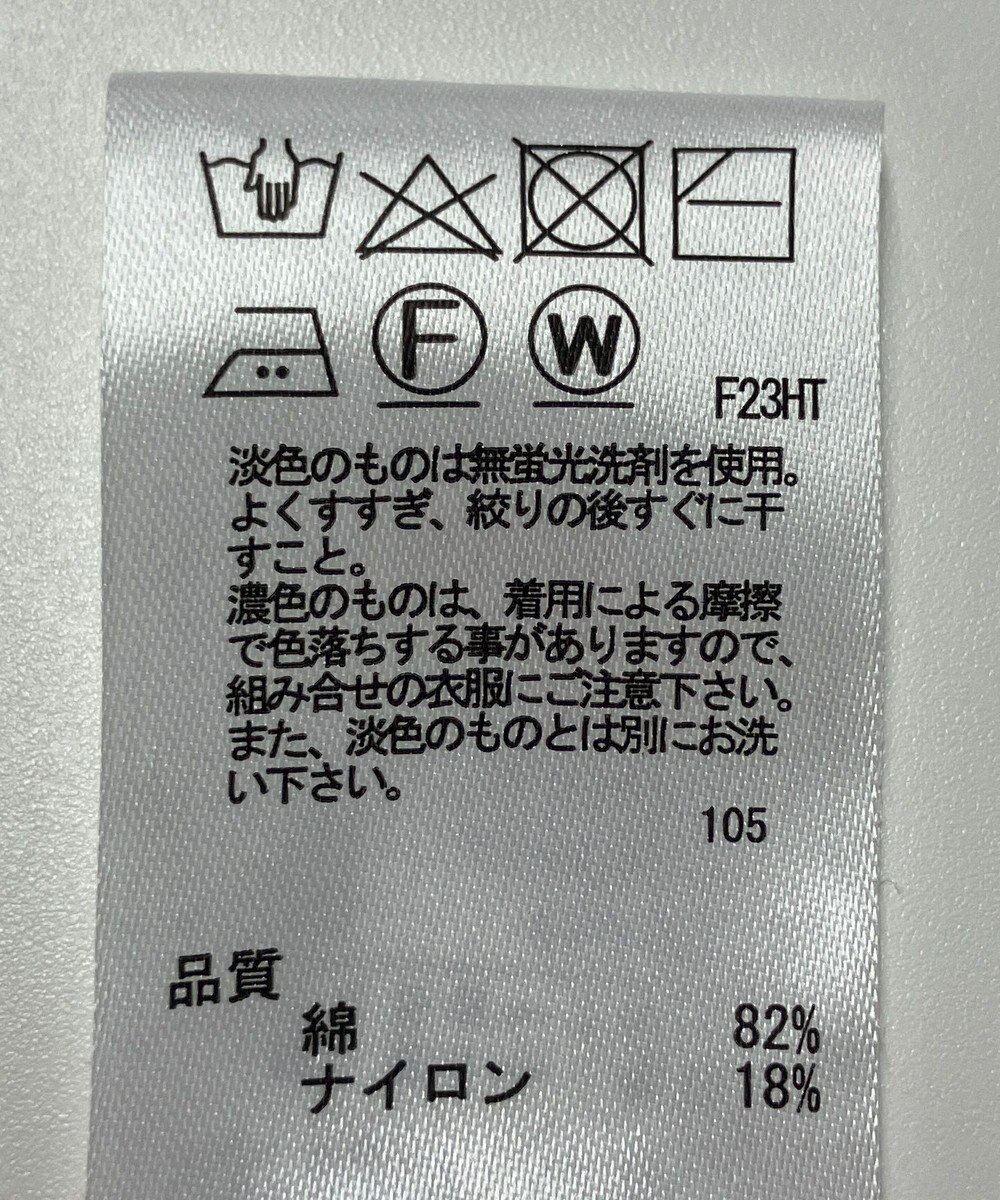 F W
F23HT
淡色のものは無蛍光洗剤を使用。
よくすすぎ、絞りの後すぐに干
すこと。
濃色のものは、着用による摩擦
で色落ちする事がありますので、
組み合せの衣服にご注意下さい。
また、淡色のものとは別にお洗
い下さい。
105
品質
綿 82%
ナイロン 18%